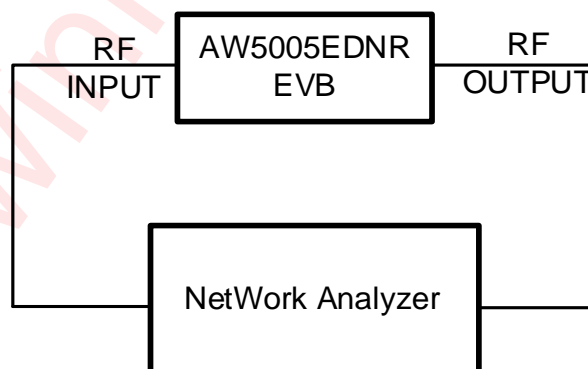 RF
INPUT
AW5005EDNR
EVB
RF
OUTPUT
NetWork Analyzer